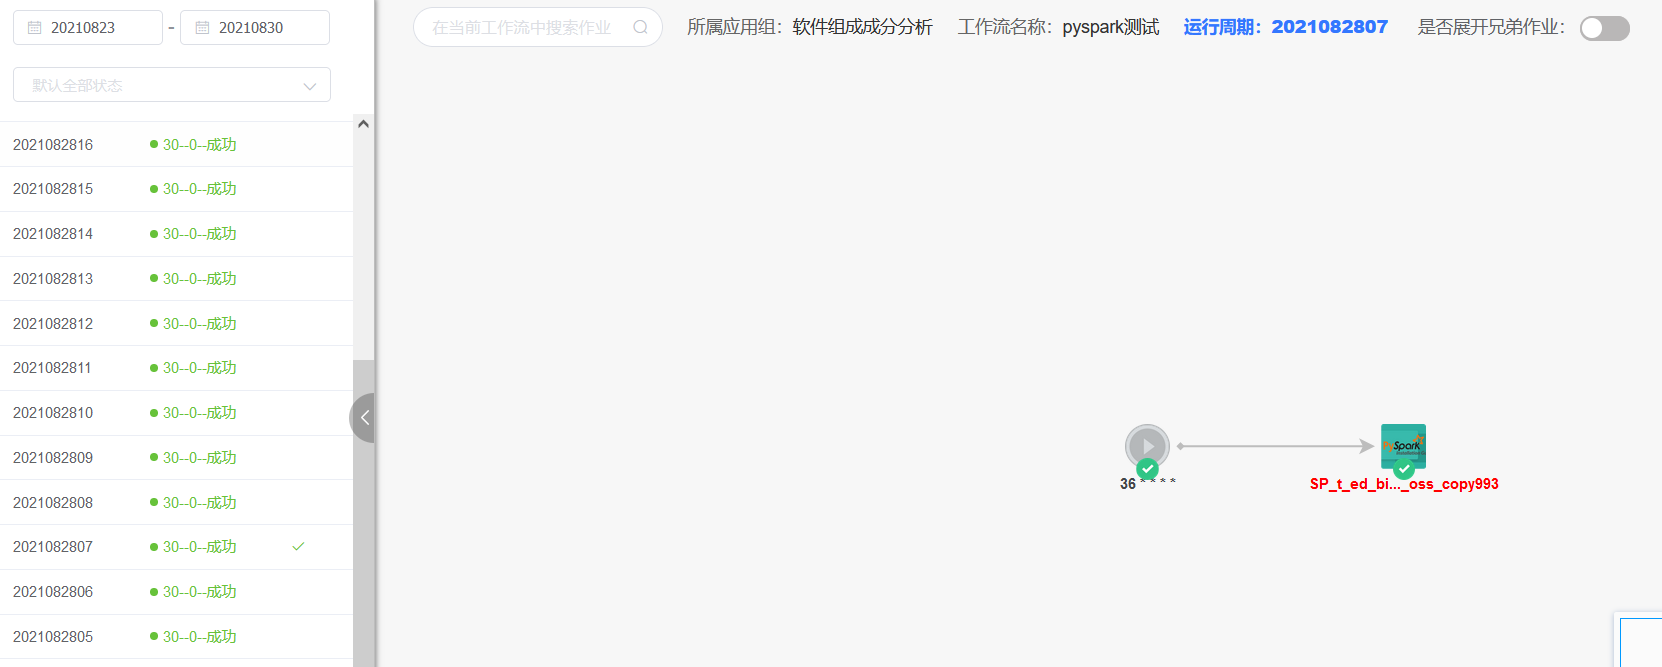 20210823 - 20210830
默认全部状态
2021082816 30--0--成功
2021082815 30--0--成功
2021082814 30--0--成功
2021082813 30--0--成功
2021082812 30--0--成功
2021082811 30--0--成功
2021082810 30--0--成功
2021082809 30--0--成功
2021082808 30--0--成功
2021082807 30--0--成功
2021082806 30--0--成功
2021082805 30--0--成功
在当前工作流中搜索作业 所属应用组：软件组成成分分析 工作流名称：pyspark测试 运行周期：2021082807 是否展开兄弟作业：
PySpark
36 * * * *
SP_t_ed_bi..._oss_copy993